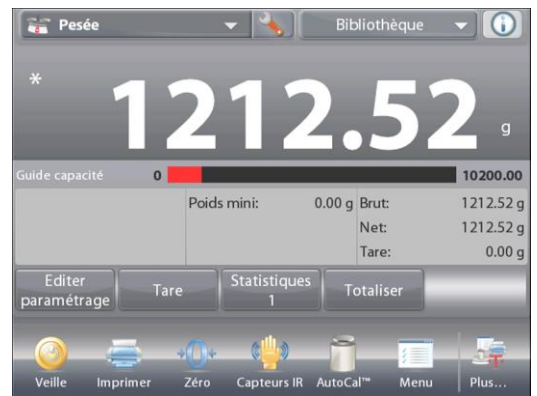 Pesée
Bibliothèque
*
1212.52 g
Guide capacité 0 10200.00
Poids mini: 0.00 g Brut: 1212.52 g
Net: 1212.52 g
Tare: 0.00 g
Editer
paramétrage
Tare
Statistiques
1
Totaliser
Veille Imprimer Zéro Capteurs IR AutoCal™ Menu Plus...